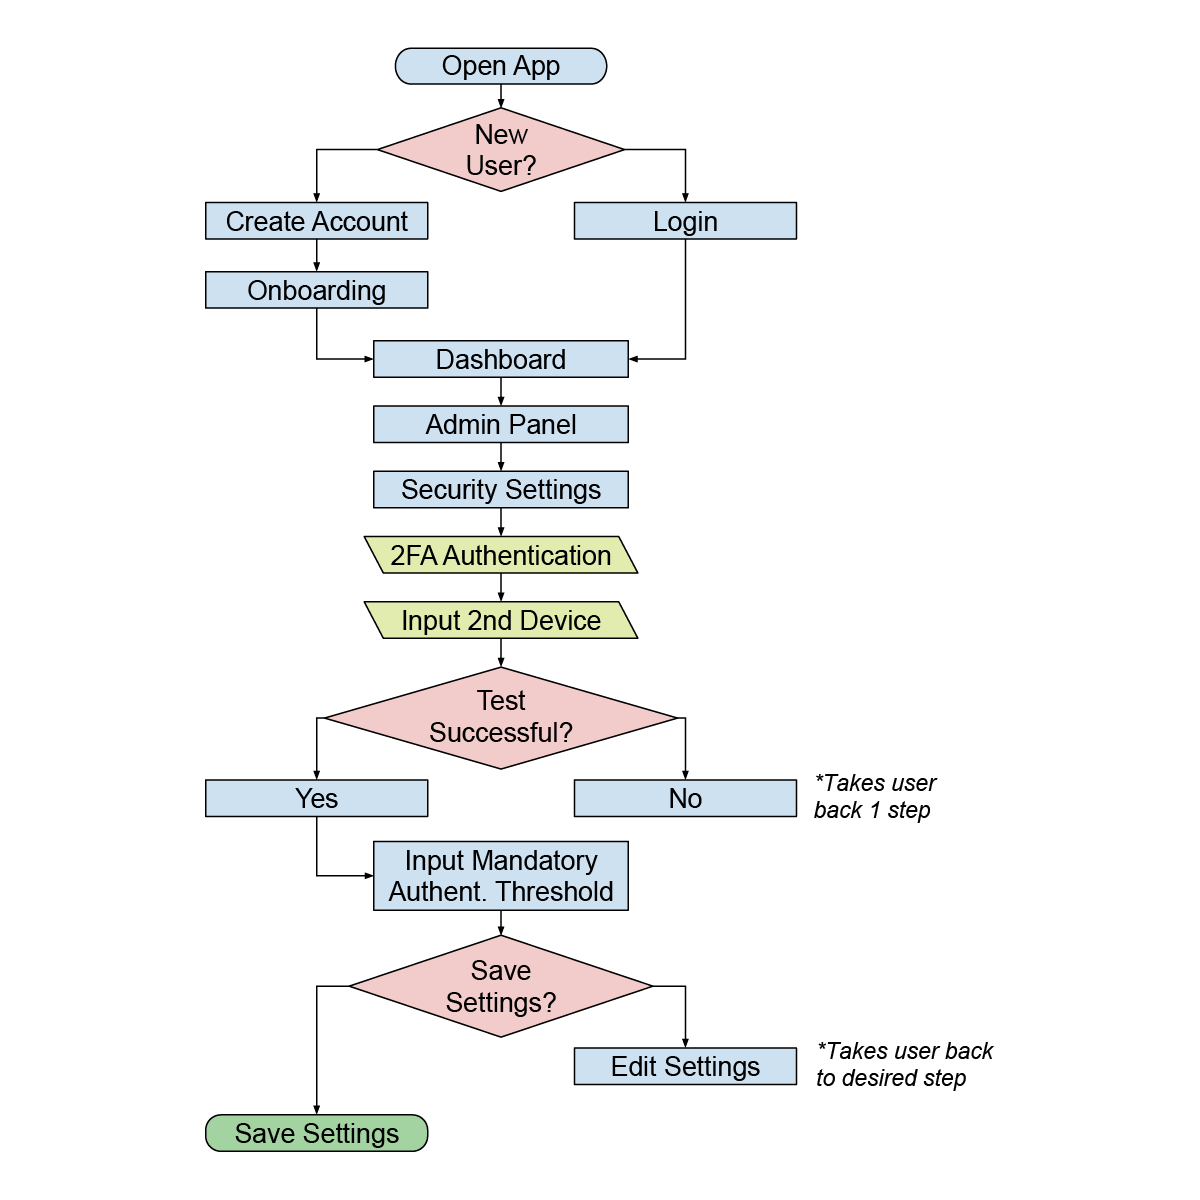 Open App
New
User?
Create Account
Login
Onboarding
Dashboard
Admin Panel
Security Settings
2FA Authentication
Input 2nd Device
Test
Successful?
Yes
No
*Takes user
back 1 step
Input Mandatory
Authent. Threshold
Save
Settings?
Edit Settings
*Takes user back
to desired step
Save Settings